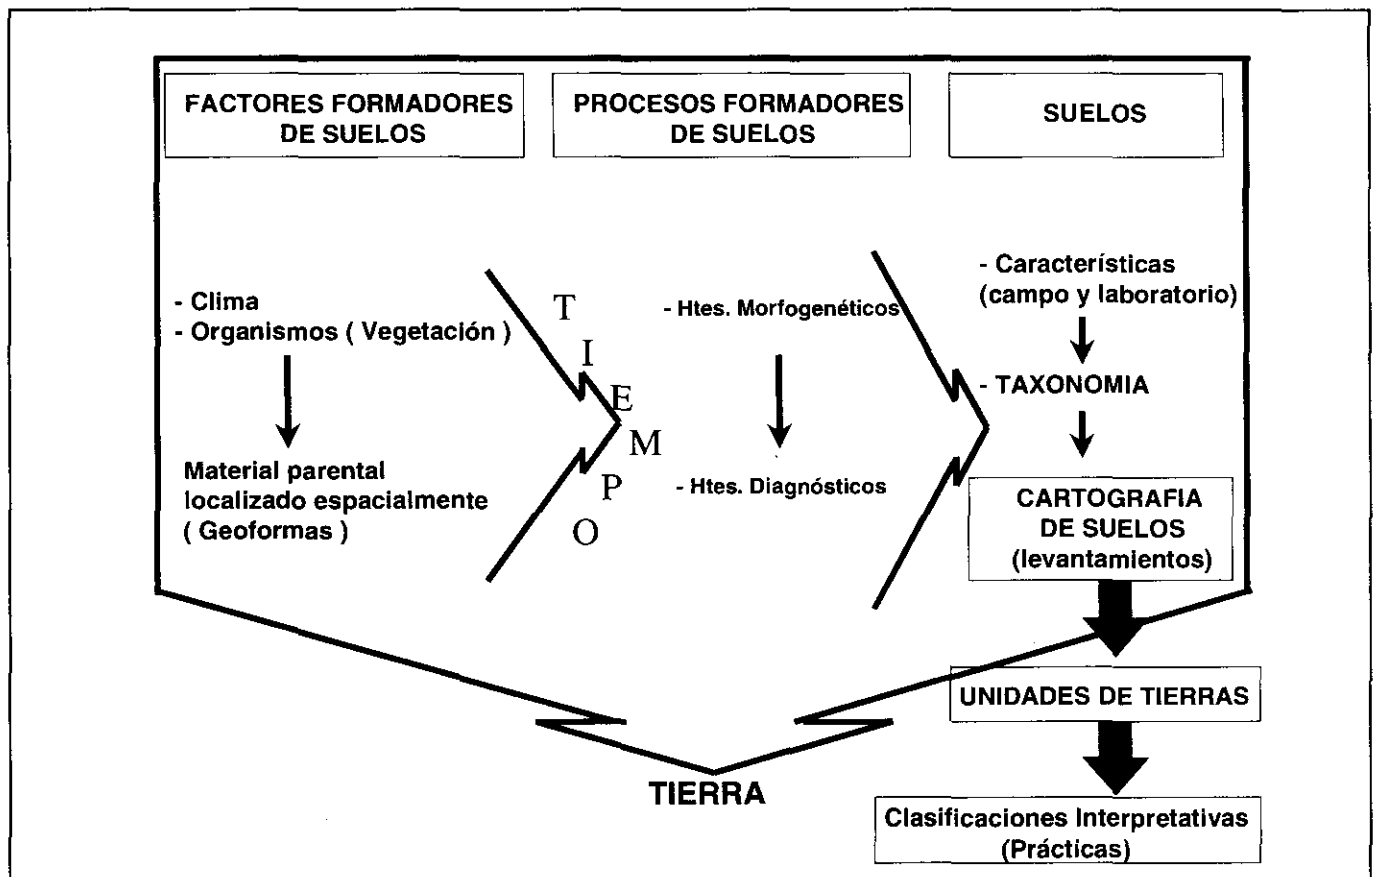 FACTORES FORMADORES
DE SUELOS
PROCESOS FORMADORES
DE SUELOS
SUELOS
- Clima
- Organismos ( Vegetación )
Material parental
localizado espacialmente
( Geoformas )
T
I
E
M
P
O
- Htes. Morfogenéticos
- Htes. Diagnósticos
- Características
(campo y laboratorio)
- TAXONOMIA
CARTOGRAFIA
DE SUELOS
(levantamientos)
UNIDADES DE TIERRAS
TIERRA
Clasificaciones Interpretativas
(Prácticas)